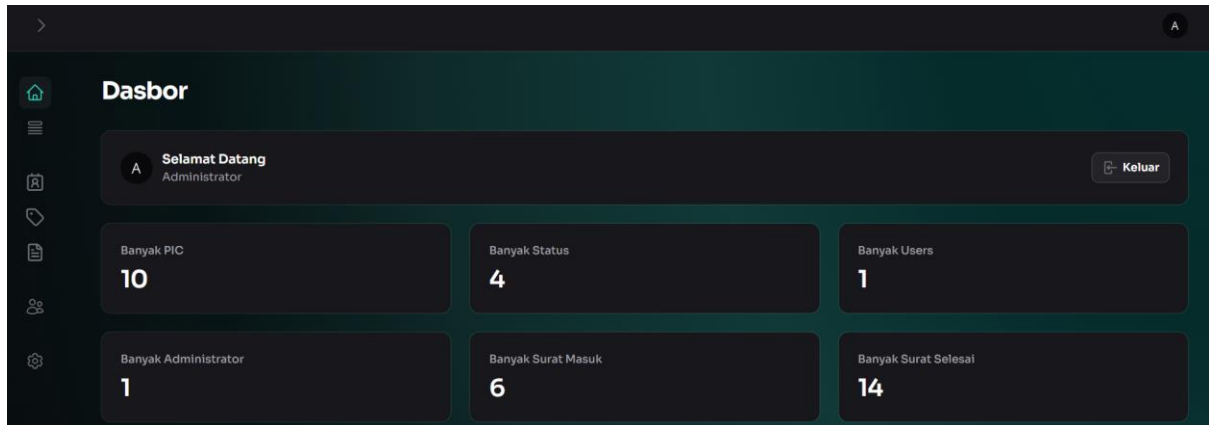 A
Dasbor
A
Selamat Datang
Administrator
Keluar
Banyak PIC
10
Banyak Status
4
Banyak Users
1
Banyak Administrator
1
Banyak Surat Masuk
6
Banyak Surat Selesai
14